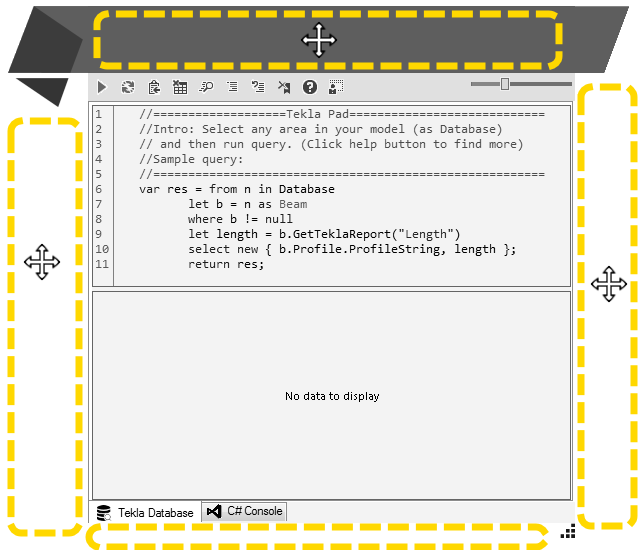 1 //===================Tekla Pad============================
2 //Intro: Select any area in your model (as Database)
3 // and then run query. (Click help button to find more)
4 //Sample query:
5 //========================================================
6 var res = from n in Database
7 let b = n as Beam
8 where b != null
9 let length = b.GetTeklaReport("Length")
10 select new { b.Profile.ProfileString, length };
11 return res;
No data to display
Tekla Database C# Console